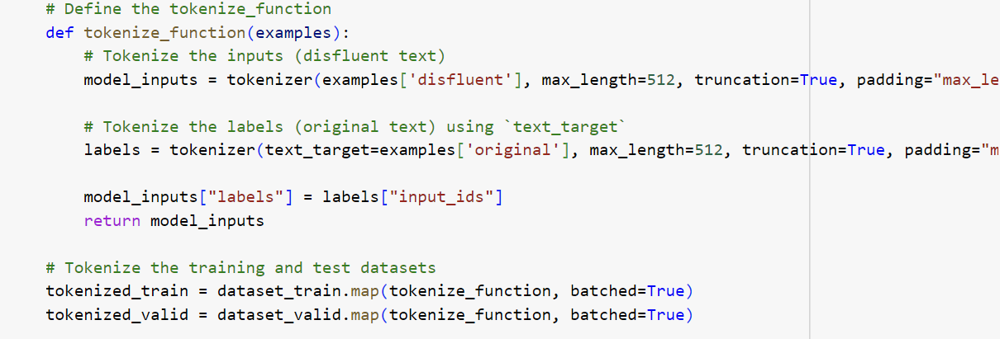 # Define the tokenize_function
def tokenize_function(examples):
# Tokenize the inputs (disfluent text)
model_inputs = tokenizer(examples['disfluent'], max_length=512, truncation=True, padding="max_le
# Tokenize the labels (original text) using `text_target`
labels = tokenizer(text_target=examples['original'], max_length=512, truncation=True, padding="m
model_inputs["labels"] = labels["input_ids"]
return model_inputs
# Tokenize the training and test datasets
tokenized_train = dataset_train.map(tokenize_function, batched=True)
tokenized_valid = dataset_valid.map(tokenize_function, batched=True)